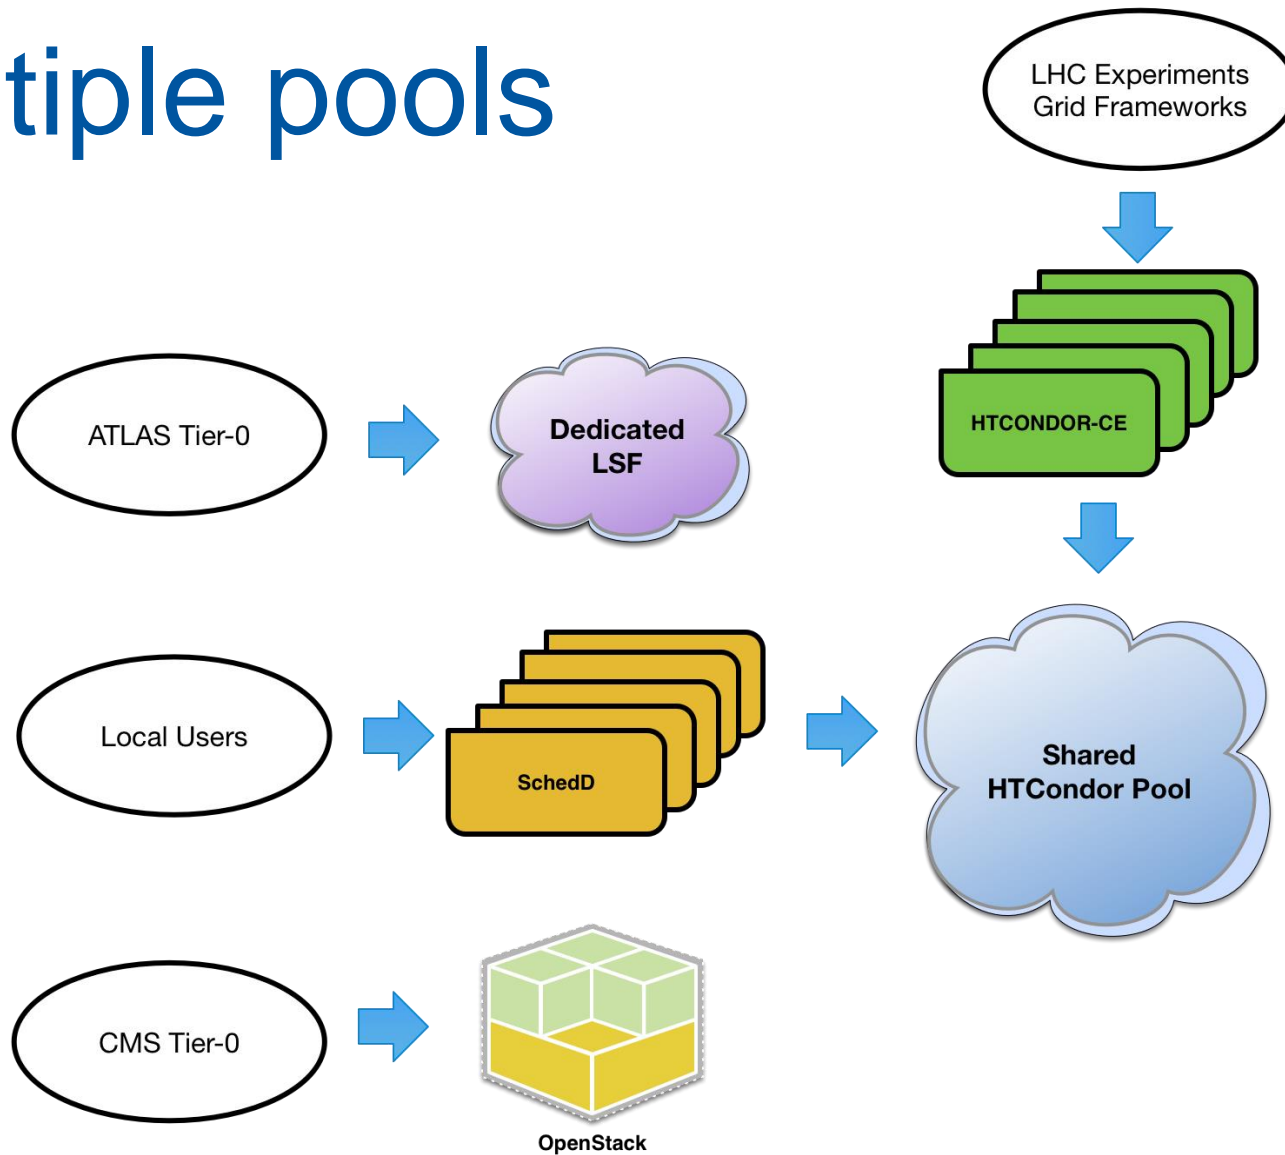 tiple pools
LHC Experiments
Grid Frameworks
HTCONDOR-CE
ATLAS Tier-0
Dedicated
LSF
Local Users
SchedD
Shared
HTCondor Pool
CMS Tier-0
OpenStack